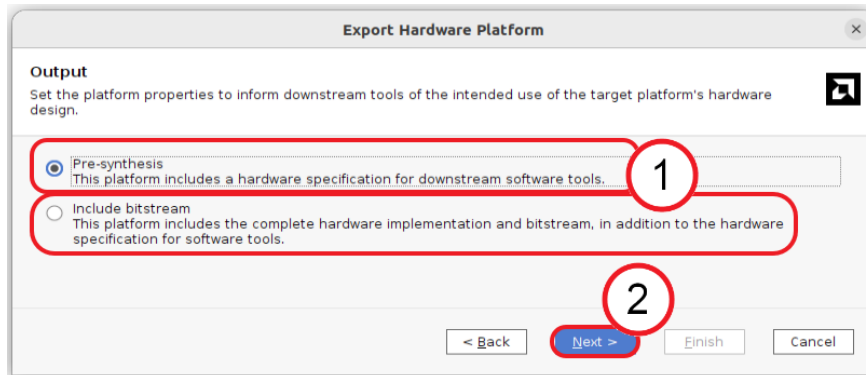 Export Hardware Platform
Output
Set the platform properties to inform downstream tools of the intended use of the target platform's hardware
design.
Pre-synthesis
This platform includes a hardware specification for downstream software tools.
1
Include bitstream
This platform includes the complete hardware implementation and bitstream, in addition to the hardware
specification for software tools.
2
< Back
Next >
Finish
Cancel